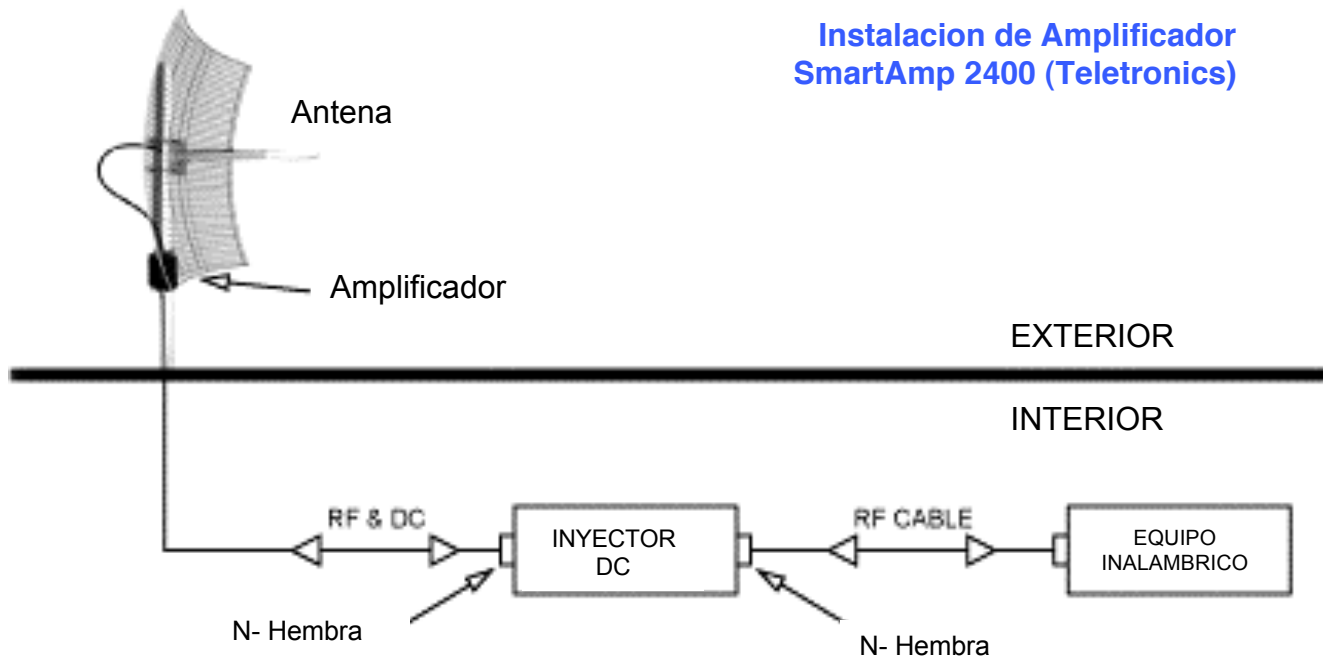 Instalacion de Amplificador
SmartAmp 2400 (Teletronics)
Antena
Amplificador
EXTERIOR
INTERIOR
RF & DC
RF CABLE
INYECTOR
DC
EQUIPO
INALAMBRICO
N- Hembra
N- Hembra